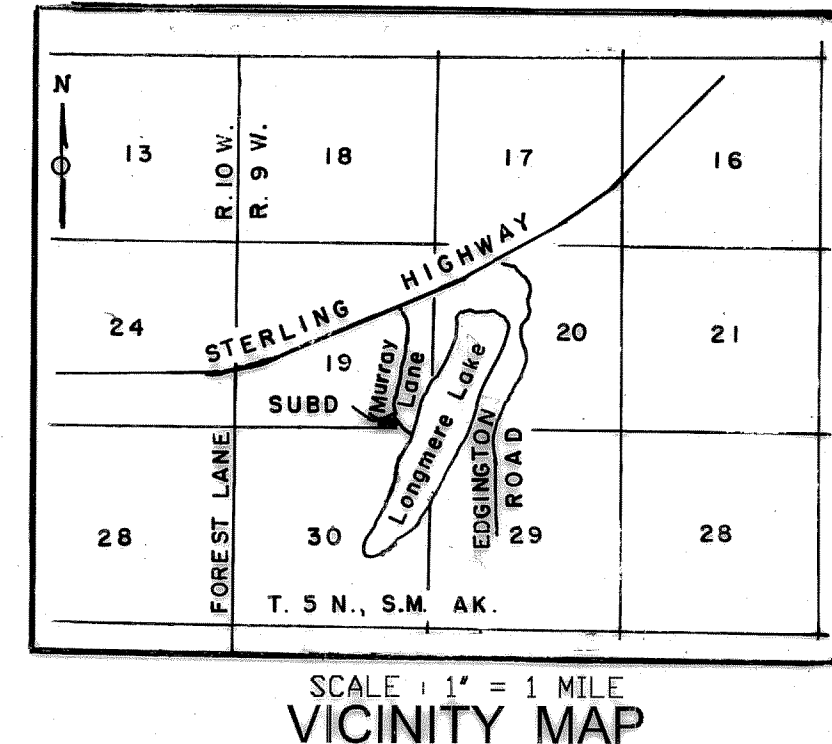 N
13
R. 10 W.
R. 9 W.
18
17
16
STERLING HIGHWAY
24
19
Murray
Lane
20
21
SUBD
Longmere Lake
EDGINGTON
ROAD
FOREST LANE
28
30
29
28
T. 5 N., S.M. AK.
SCALE : 1" = 1 MILE
VICINITY MAP